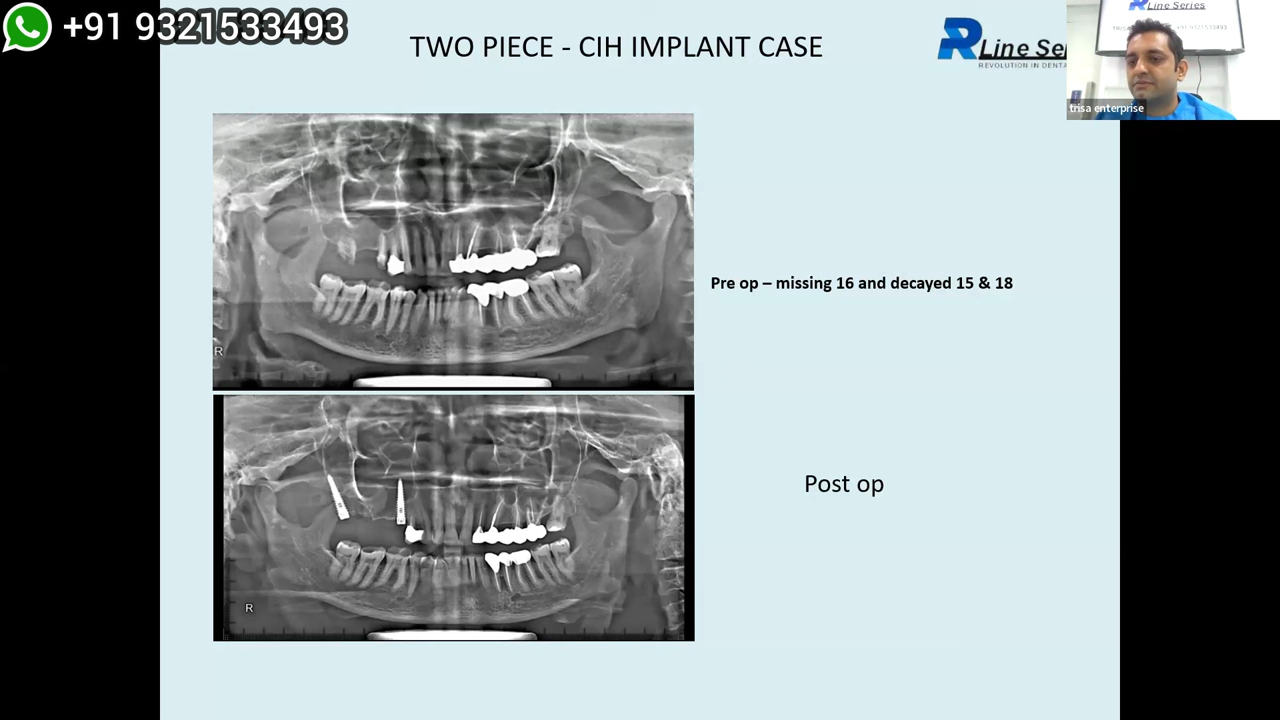 +91 9321533493
TWO PIECE - CIH IMPLANT CASE
R Line Se
REVOLUTION IN DENTA
R Line Series
trisa enterprise
Pre op – missing 16 and decayed 15 & 18
R
Post op
R